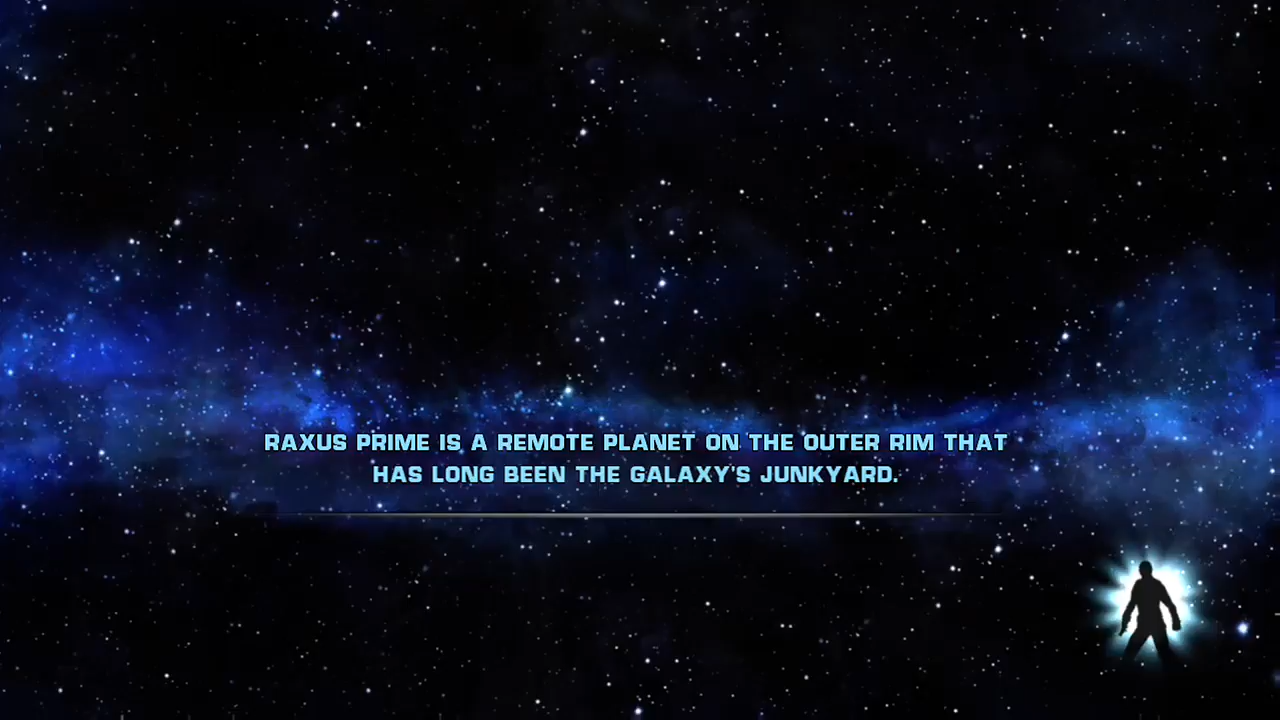 RAXUS PRIME IS A REMOTE PLANET ON THE OUTER RIM THAT
HAS LONG BEEN THE GALAXY'S JUNKYARD.